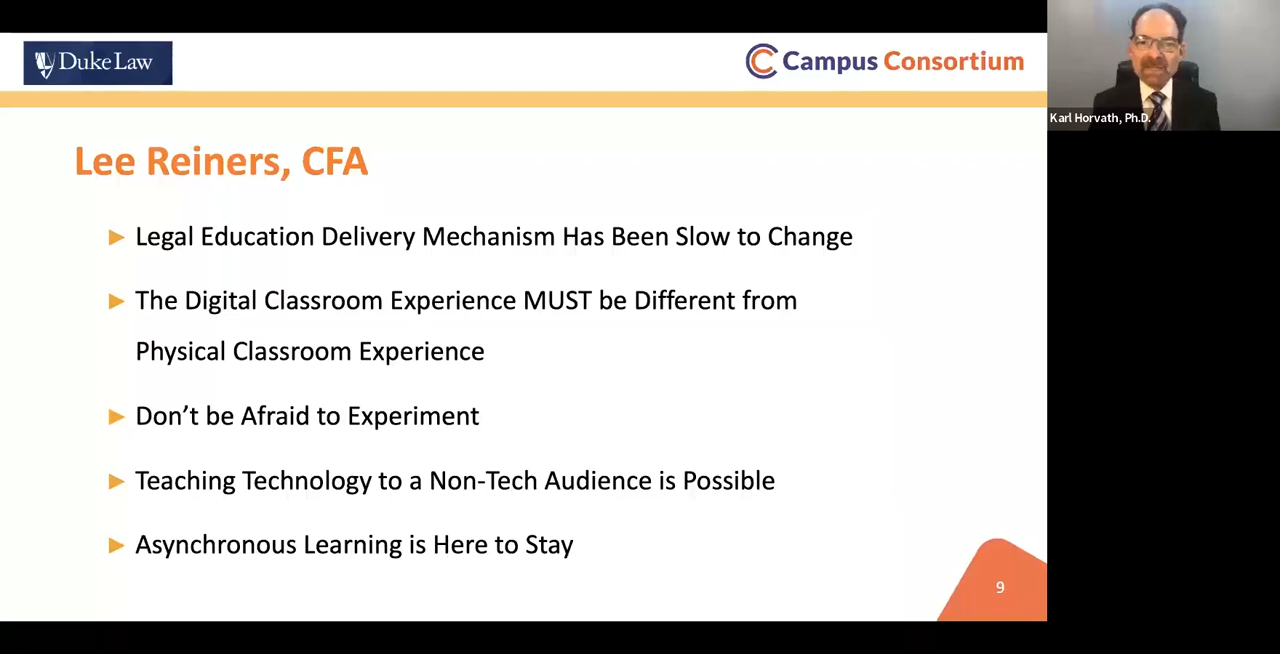 Duke Law
Campus Consortium
Karl Horvath, Ph.D.
Lee Reiners, CFA
► Legal Education Delivery Mechanism Has Been Slow to Change
► The Digital Classroom Experience MUST be Different from
Physical Classroom Experience
► Don’t be Afraid to Experiment
► Teaching Technology to a Non-Tech Audience is Possible
► Asynchronous Learning is Here to Stay
9